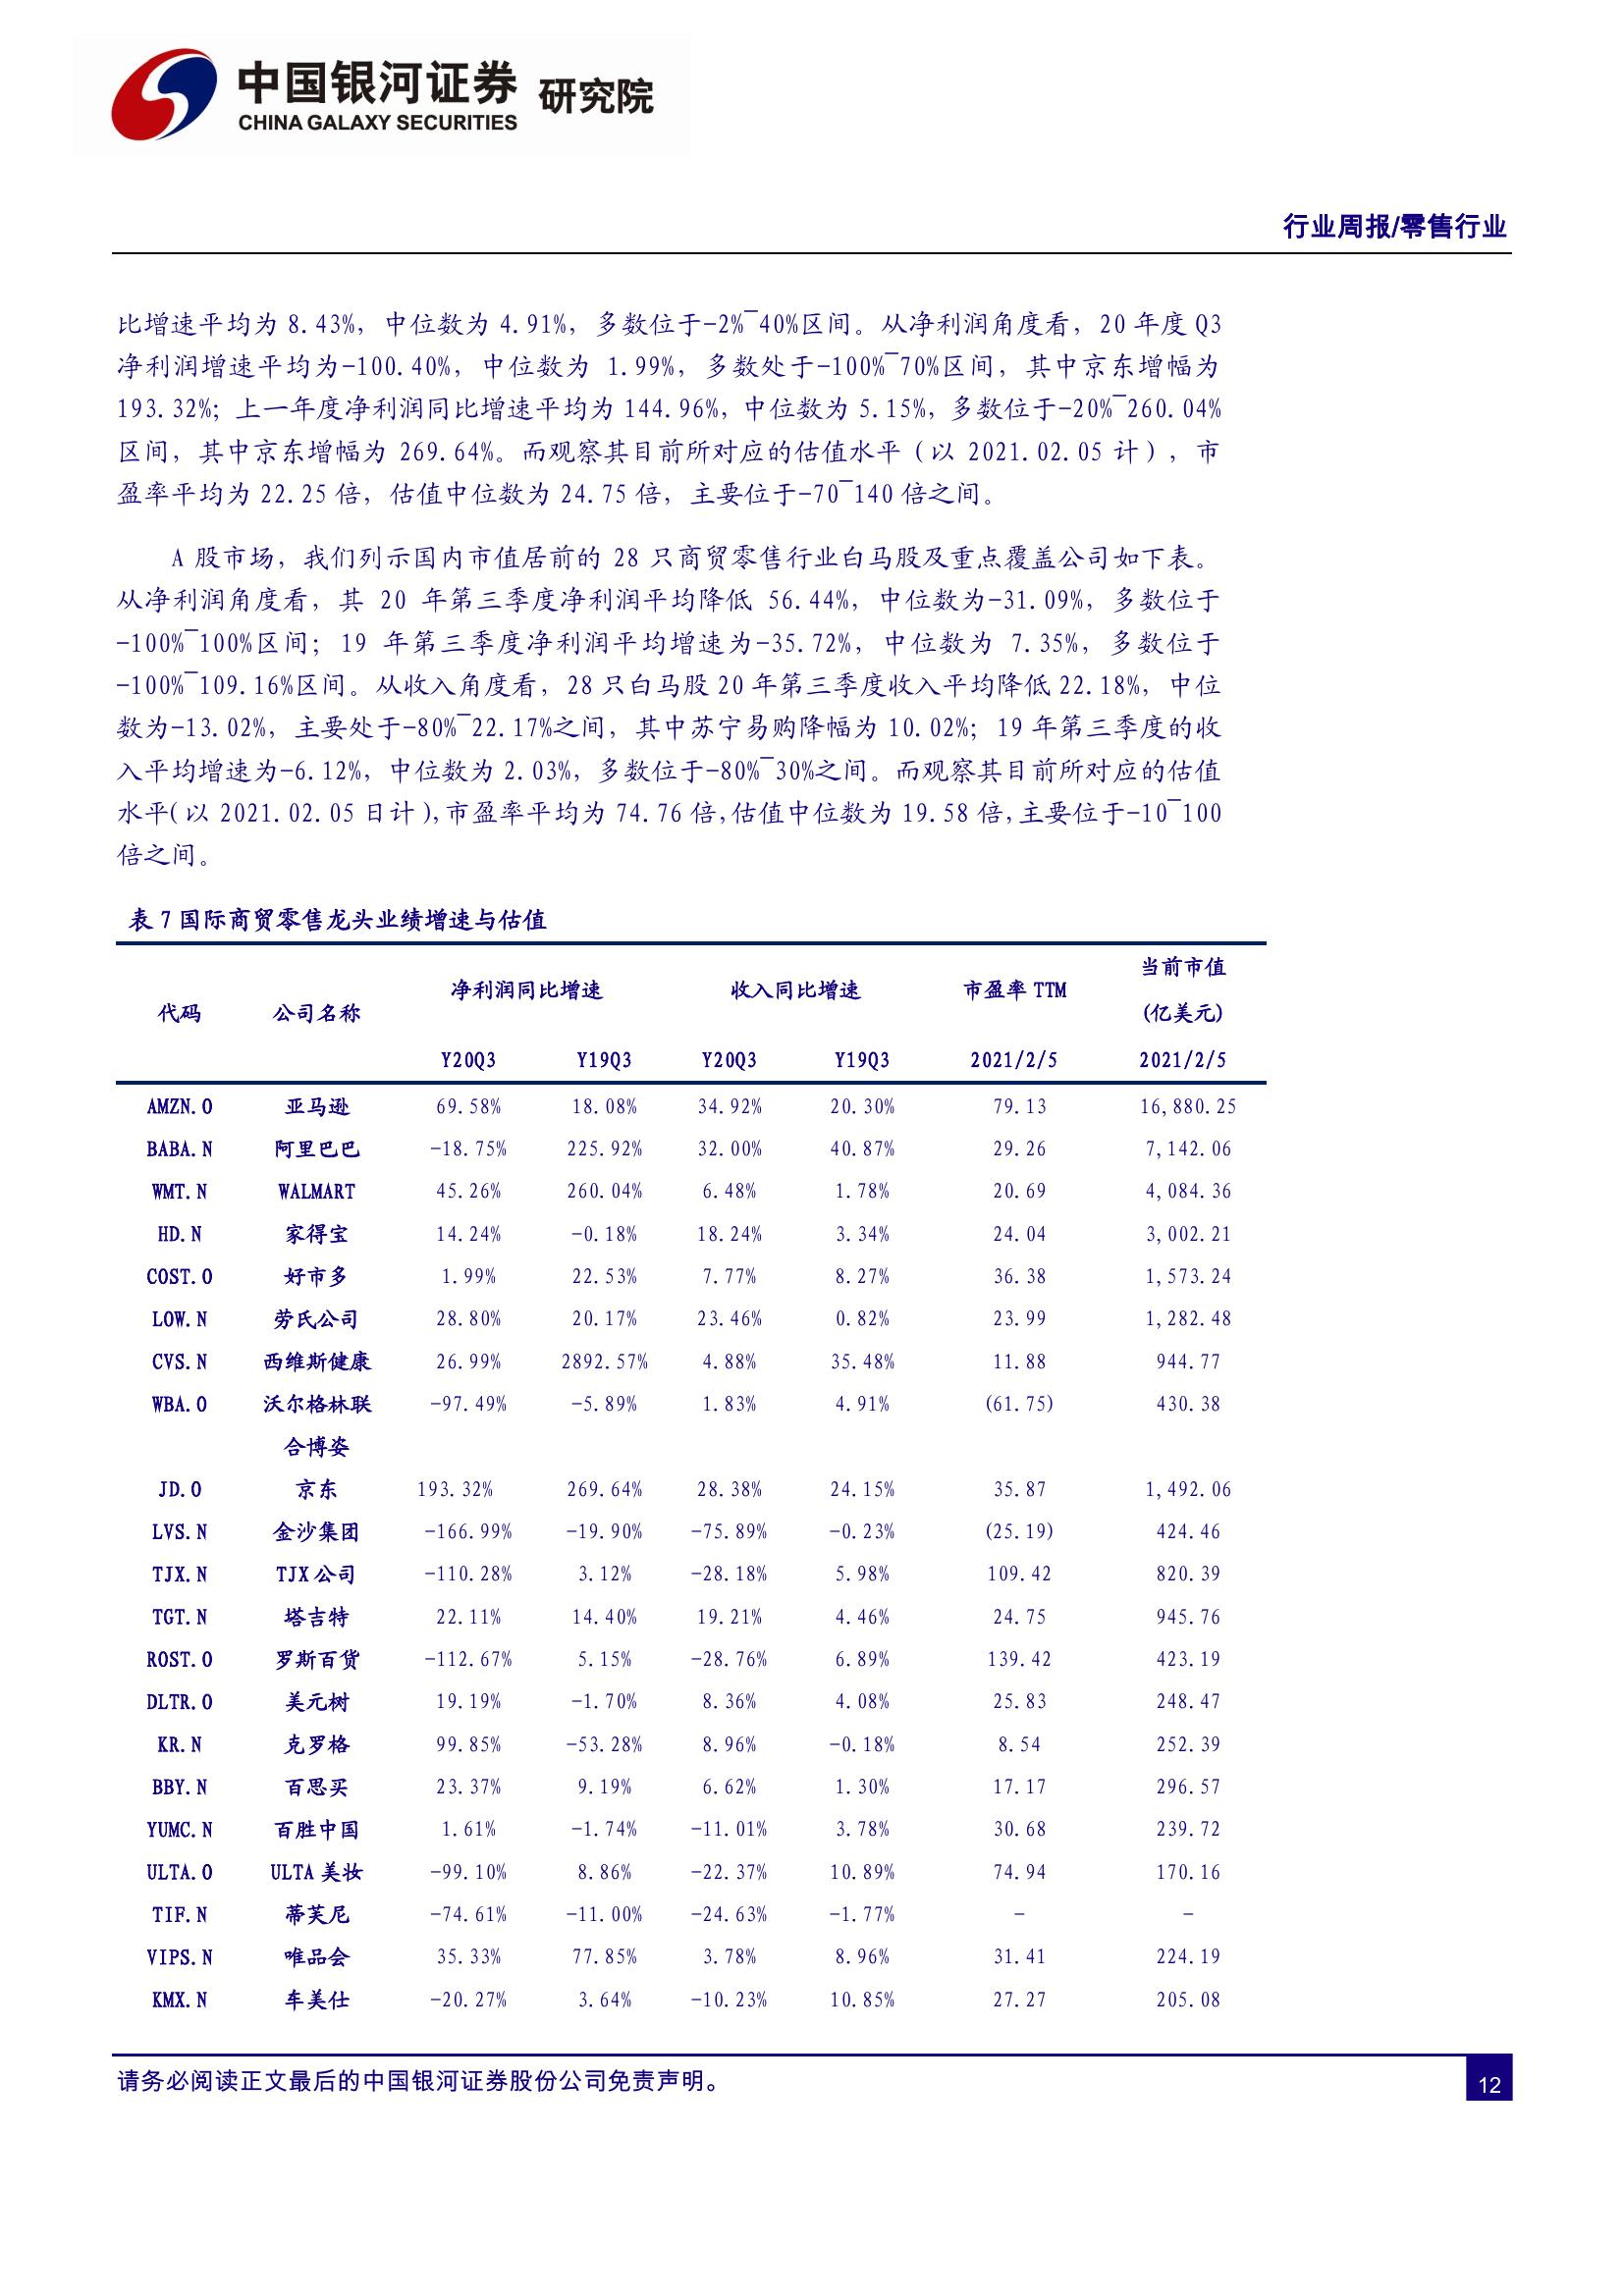 中国银河证券 研究院
CHINA GALAXY SECURITIES
行业周报/零售行业
比增速平均为 8.43%，中位数为 4.91%，多数位于-2%~40%区间。从净利润角度看，20 年度 Q3
净利润增速平均为-100.40%，中位数为 1.99%，多数处于-100%~70%区间，其中京东增幅为
193.32%；上一年度净利润同比增速平均为 144.96%，中位数为 5.15%，多数位于-20%~260.04%
区间，其中京东增幅为 269.64%。而观察其目前所对应的估值水平（以 2021.02.05 计），市
盈率平均为 22.25 倍，估值中位数为 24.75 倍，主要位于-70~140 倍之间。
A 股市场，我们列示国内市值居前的 28 只商贸零售行业白马股及重点覆盖公司如下表。
从净利润角度看，其 20 年第三季度净利润平均降低 56.44%，中位数为-31.09%，多数位于
-100%~100%区间；19 年第三季度净利润平均增速为-35.72%，中位数为 7.35%，多数位于
-100%~109.16%区间。从收入角度看，28 只白马股 20 年第三季度收入平均降低 22.18%，中位
数为-13.02%，主要处于-80%~22.17%之间，其中苏宁易购降幅为 10.02%；19 年第三季度的收
入平均增速为-6.12%，中位数为 2.03%，多数位于-80%~30%之间。而观察其目前所对应的估值
水平(以 2021.02.05 日计),市盈率平均为 74.76 倍,估值中位数为 19.58 倍,主要位于-10~100
倍之间。
表 7 国际商贸零售龙头业绩增速与估值
代码 公司名称 净利润同比增速 收入同比增速 市盈率 TTM 当前市值
(亿美元)
Y20Q3 Y19Q3 Y20Q3 Y19Q3 2021/2/5 2021/2/5
AMZN.O 亚马逊 69.58% 18.08% 34.92% 20.30% 79.13 16,880.25
BABA.N 阿里巴巴 -18.75% 225.92% 32.00% 40.87% 29.26 7,142.06
WMT.N WALMART 45.26% 260.04% 6.48% 1.78% 20.69 4,084.36
HD.N 家得宝 14.24% -0.18% 18.24% 3.34% 24.04 3,002.21
COST.O 好市多 1.99% 22.53% 7.77% 8.27% 36.38 1,573.24
LOW.N 劳氏公司 28.80% 20.17% 23.46% 0.82% 23.99 1,282.48
CVS.N 西维斯健康 26.99% 2892.57% 4.88% 35.48% 11.88 944.77
WBA.O 沃尔格林联 -97.49% -5.89% 1.83% 4.91% (61.75) 430.38
合博姿
JD.O 京东 193.32% 269.64% 28.38% 24.15% 35.87 1,492.06
LVS.N 金沙集团 -166.99% -19.90% -75.89% -0.23% (25.19) 424.46
TJX.N TJX 公司 -110.28% 3.12% -28.18% 5.98% 109.42 820.39
TGT.N 塔吉特 22.11% 14.40% 19.21% 4.46% 24.75 945.76
ROST.O 罗斯百货 -112.67% 5.15% -28.76% 6.89% 139.42 423.19
DLTR.O 美元树 19.19% -1.70% 8.36% 4.08% 25.83 248.47
KR.N 克罗格 99.85% -53.28% 8.96% -0.18% 8.54 252.39
BBY.N 百思买 23.37% 9.19% 6.62% 1.30% 17.17 296.57
YUMC.N 百胜中国 1.61% -1.74% -11.01% 3.78% 30.68 239.72
ULTA.O ULTA 美妆 -99.10% 8.86% -22.37% 10.89% 74.94 170.16
TIF.N 蒂芙尼 -74.61% -11.00% -24.63% -1.77% - -
VIPS.N 唯品会 35.33% 77.85% 3.78% 8.96% 31.41 224.19
KMX.N 车美仕 -20.27% 3.64% -10.23% 10.85% 27.27 205.08
请务必阅读正文最后的中国银河证券股份公司免责声明。
12